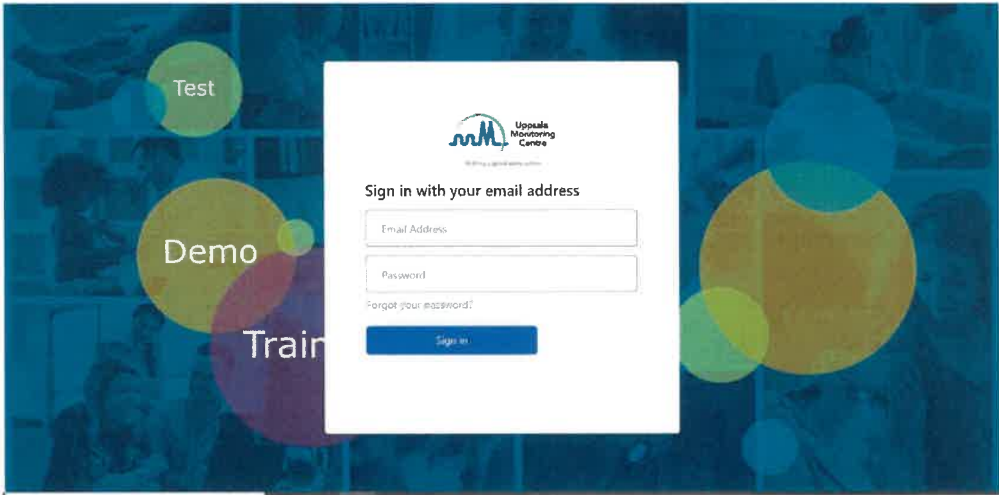 Test
Demo
Train
Uppsala
Monitoring
Centre
Sign in with your email address
Email Address
Password
Forgot your password?
Sign in